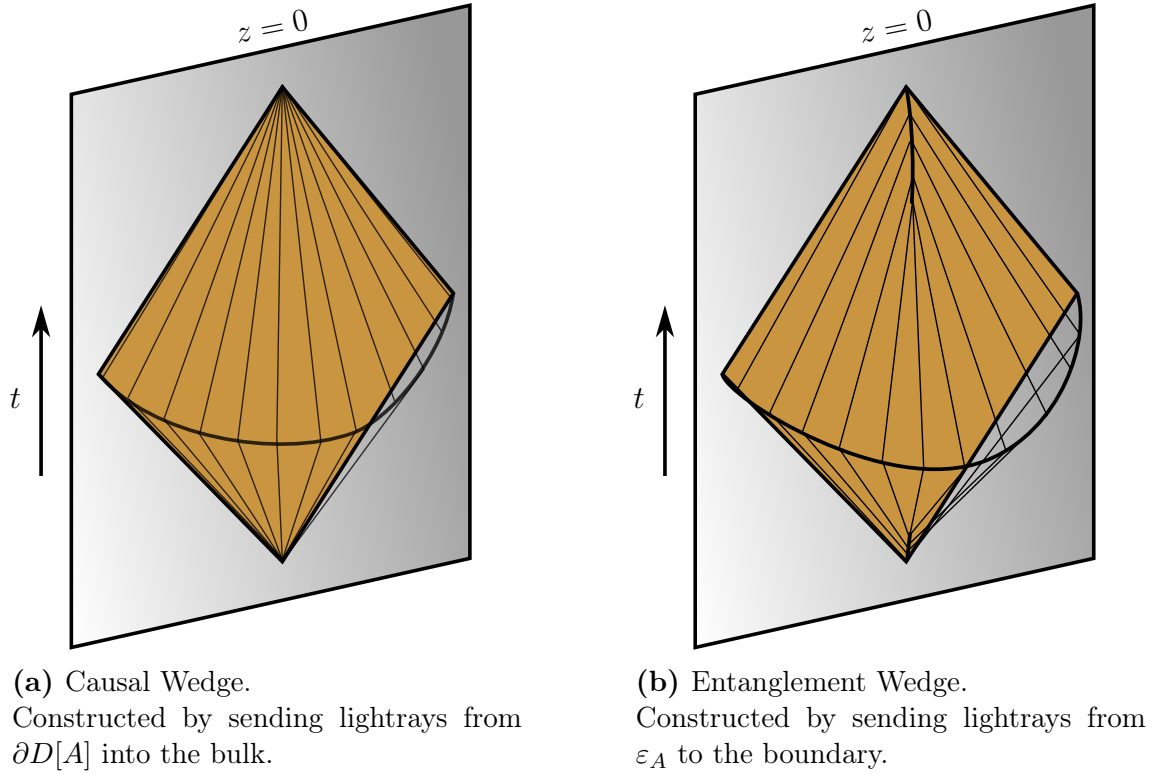 z = 0
z = 0
t
t
(a) Causal Wedge.
Constructed by sending lightrays from
∂D[A] into the bulk.
(b) Entanglement Wedge.
Constructed by sending lightrays from
ε_A to the boundary.